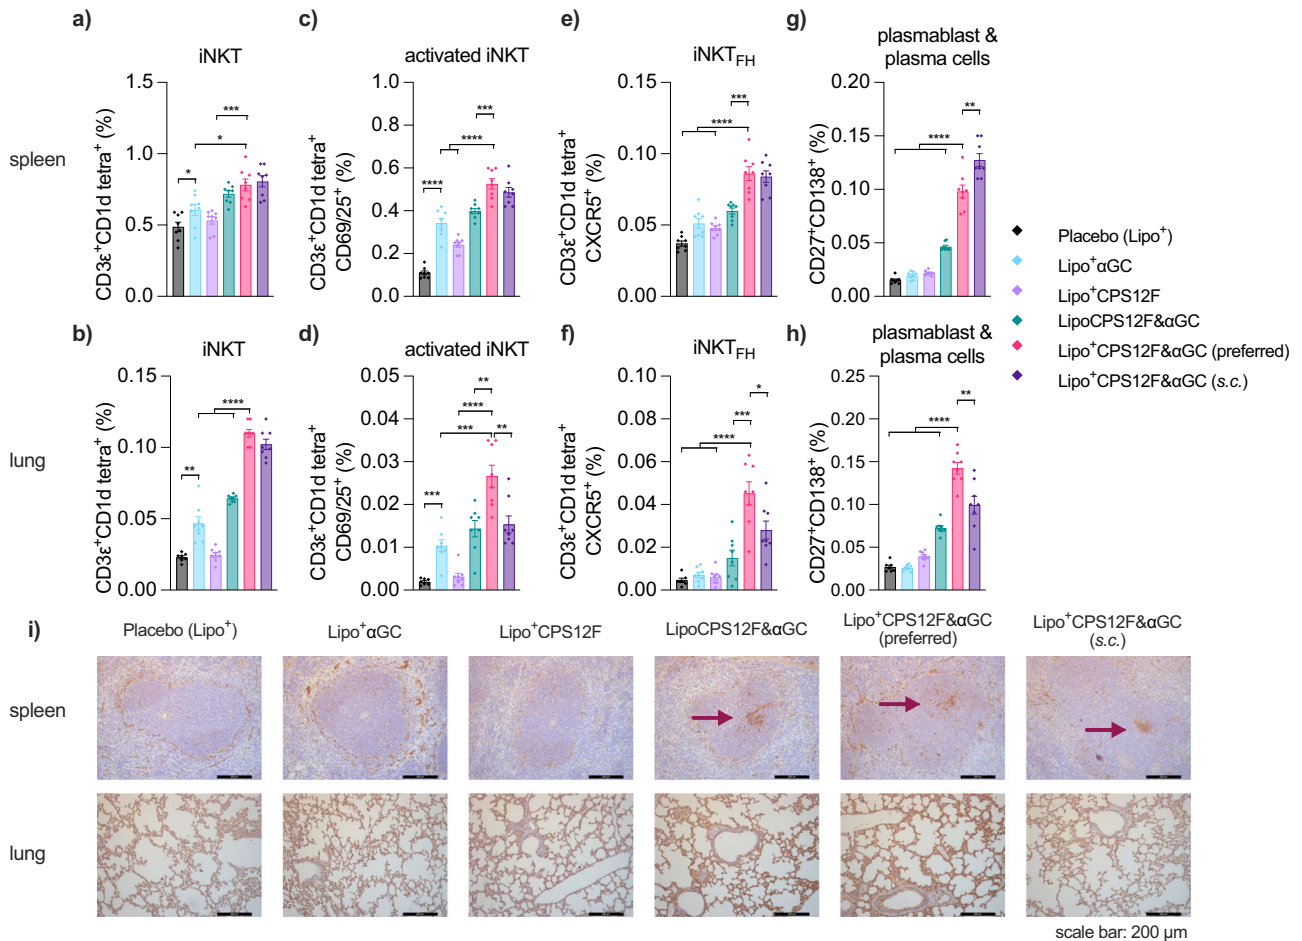 a)
c)
e)
g)
iNKT
activated iNKT
iNKT_FH
plasmablast &
plasma cells
spleen
CD3ε⁺CD1d tetra⁺ (%)
1.5
1.0
0.5
0.0
*
*
***
CD3ε⁺CD1d tetra⁺
CD69/25⁺ (%)
1.0
0.8
0.6
0.4
0.2
0.0
****
****
***
CD3ε⁺CD1d tetra⁺
CXCR5⁺ (%)
0.15
0.10
0.05
0.00
****
***
CD27⁺CD138⁺ (%)
0.20
0.15
0.10
0.05
0.00
****
**
Placebo (Lipo⁺)
Lipo⁺αGC
Lipo⁺CPS12F
LipoCPS12F&αGC
Lipo⁺CPS12F&αGC (preferred)
Lipo⁺CPS12F&αGC (s.c.)
b)
d)
f)
h)
iNKT
activated iNKT
iNKT_FH
plasmablast &
plasma cells
lung
CD3ε⁺CD1d tetra⁺ (%)
0.15
0.10
0.05
0.00
**
****
CD3ε⁺CD1d tetra⁺
CD69/25⁺ (%)
0.05
0.04
0.03
0.02
0.01
0.00
***
***
****
**
**
CD3ε⁺CD1d tetra⁺
CXCR5⁺ (%)
0.10
0.08
0.06
0.04
0.02
0.00
****
***
*
CD27⁺CD138⁺ (%)
0.25
0.20
0.15
0.10
0.05
0.00
****
**
i)
Placebo (Lipo⁺)
Lipo⁺αGC
Lipo⁺CPS12F
LipoCPS12F&αGC
Lipo⁺CPS12F&αGC
(preferred)
Lipo⁺CPS12F&αGC
(s.c.)
spleen
lung
scale bar: 200 µm